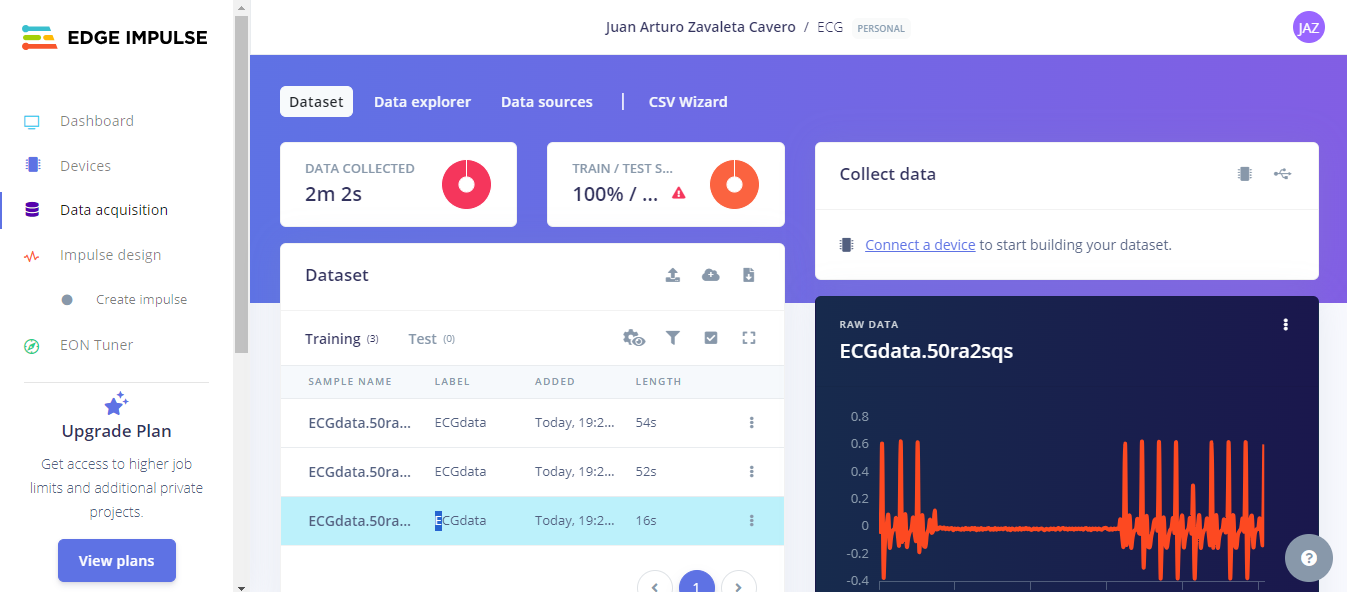 EDGE IMPULSE
Dashboard
Devices
Data acquisition
Impulse design
Create impulse
EON Tuner
Upgrade Plan
Get access to higher job
limits and additional private
projects.
View plans
Juan Arturo Zavaleta Cavero / ECG PERSONAL
JAZ
Dataset Data explorer Data sources | CSV Wizard
DATA COLLECTED
2m 2s
TRAIN / TEST S...
100% / ...
Dataset
Training (3) Test (0)
SAMPLE NAME LABEL ADDED LENGTH
ECGdata.50ra... ECGdata Today, 19:2... 54s
ECGdata.50ra... ECGdata Today, 19:2... 52s
ECGdata.50ra... ECGdata Today, 19:2... 16s
1
Collect data
Connect a device to start building your dataset.
RAW DATA
ECGdata.50ra2sqs
0.8
0.6
0.4
0.2
0
-0.2
-0.4
?